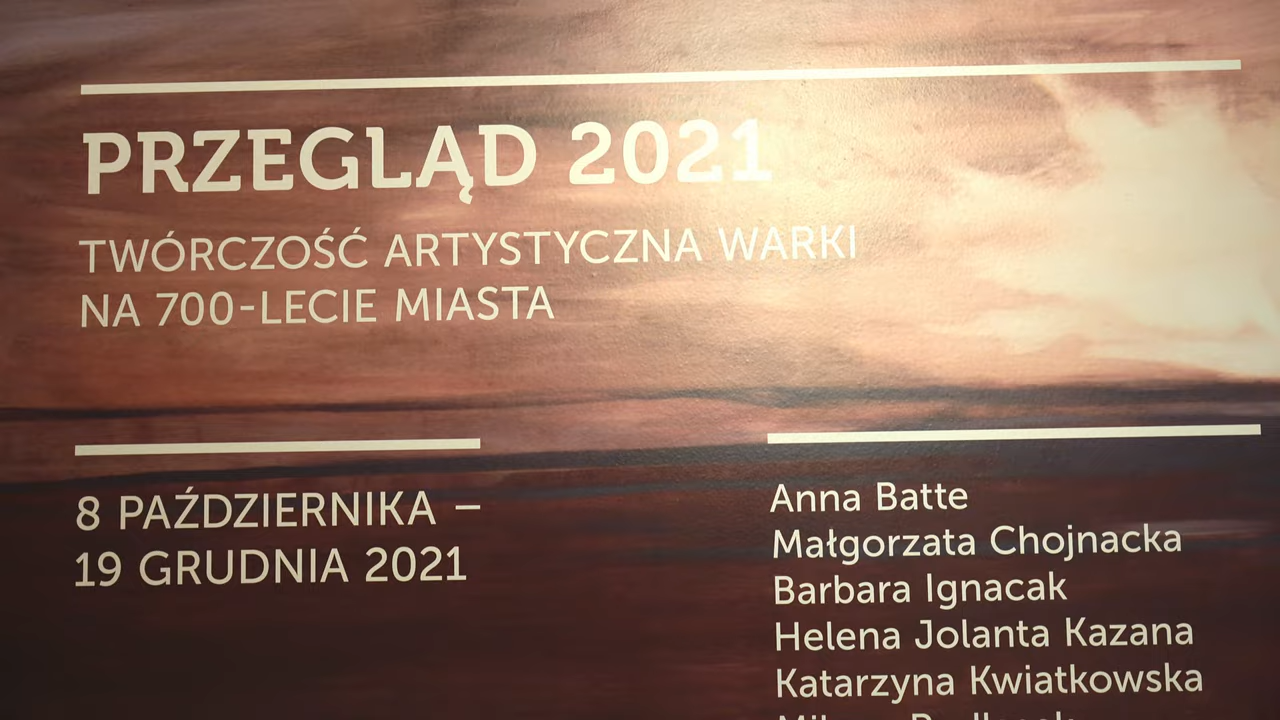 PRZEGLĄD 2021
TWÓRCZOŚĆ ARTYSTYCZNA WARKI
NA 700-LECIE MIASTA
8 PAŹDZIERNIKA –
19 GRUDNIA 2021
Anna Batte
Małgorzata Chojnacka
Barbara Ignacak
Helena Jolanta Kazana
Katarzyna Kwiatkowska